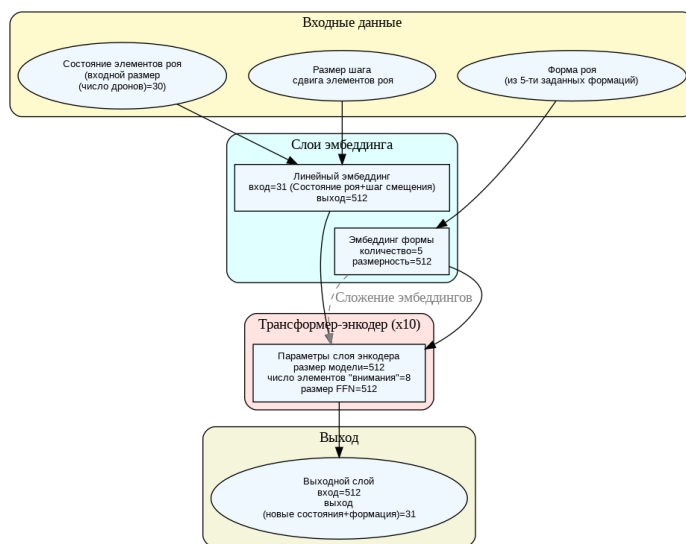 Входные данные
Состояние элементов роя
(входной размер
(число дронов)=30)
Размер шага
сдвига элементов роя
Форма роя
(из 5-ти заданных формаций)
Слои эмбеддинга
Линейный эмбеддинг
вход=31 (Состояние роя+шаг смещения)
выход=512
Эмбеддинг формы
количество=5
размерность=512
Сложение эмбеддингов
Трансформер-энкодер (x10)
Параметры слоя энкодера
размер модели=512
число элементов "внимания"=8
размер FFN=512
Выход
Выходной слой
вход=512
выход
(новые состояния+формация)=31